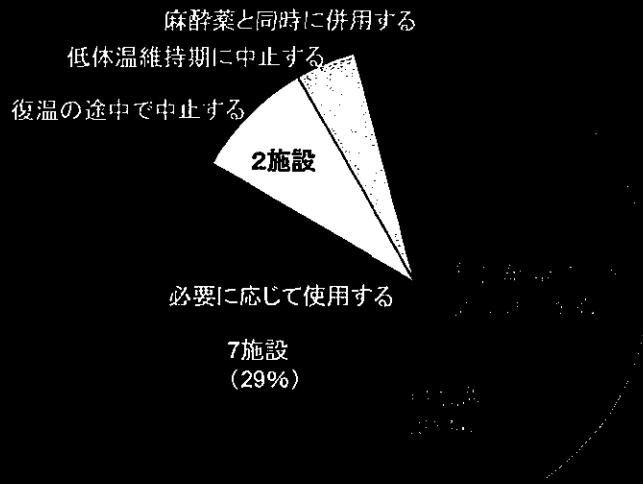 麻酔薬と同時に併用する
低体温維持期に中止する
復温の途中で中止する
2施設
必要に応じて使用する
7施設
（29%）